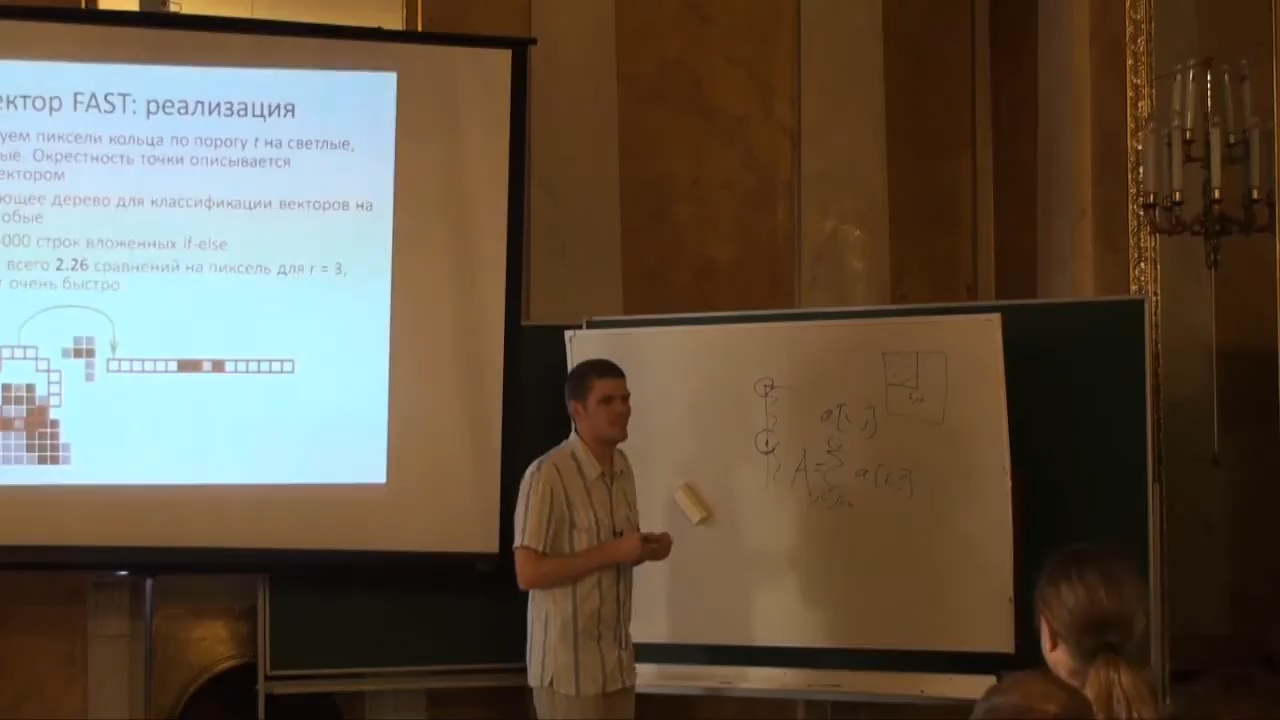 ектор FAST: реализация
уем пиксели кольца по порогу t на светлые,
ые. Окрестность точки описывается
ектором
ющее дерево для классификации векторов на
обые
000 строк вложенных if-else
всего 2.26 сравнений на пиксель для r = 3,
т очень быстро